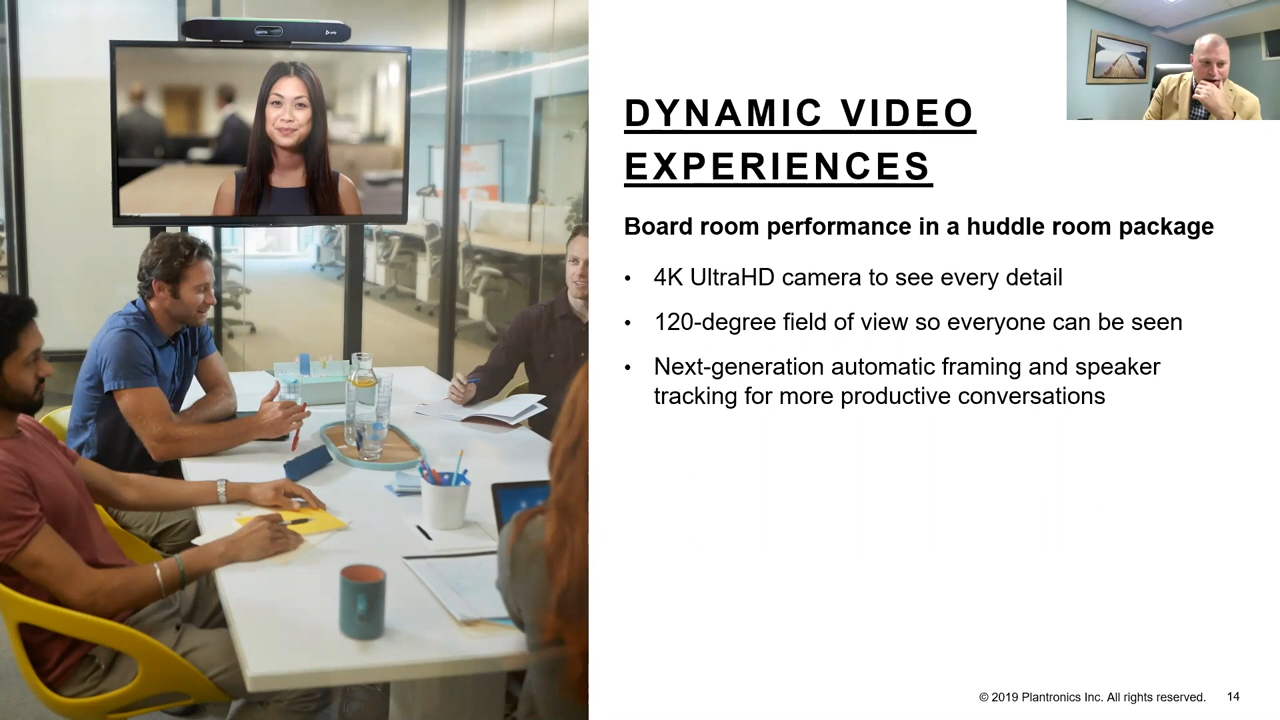 poly
DYNAMIC VIDEO
EXPERIENCES
Board room performance in a huddle room package
• 4K UltraHD camera to see every detail
• 120-degree field of view so everyone can be seen
• Next-generation automatic framing and speaker
tracking for more productive conversations
© 2019 Plantronics Inc. All rights reserved. 14